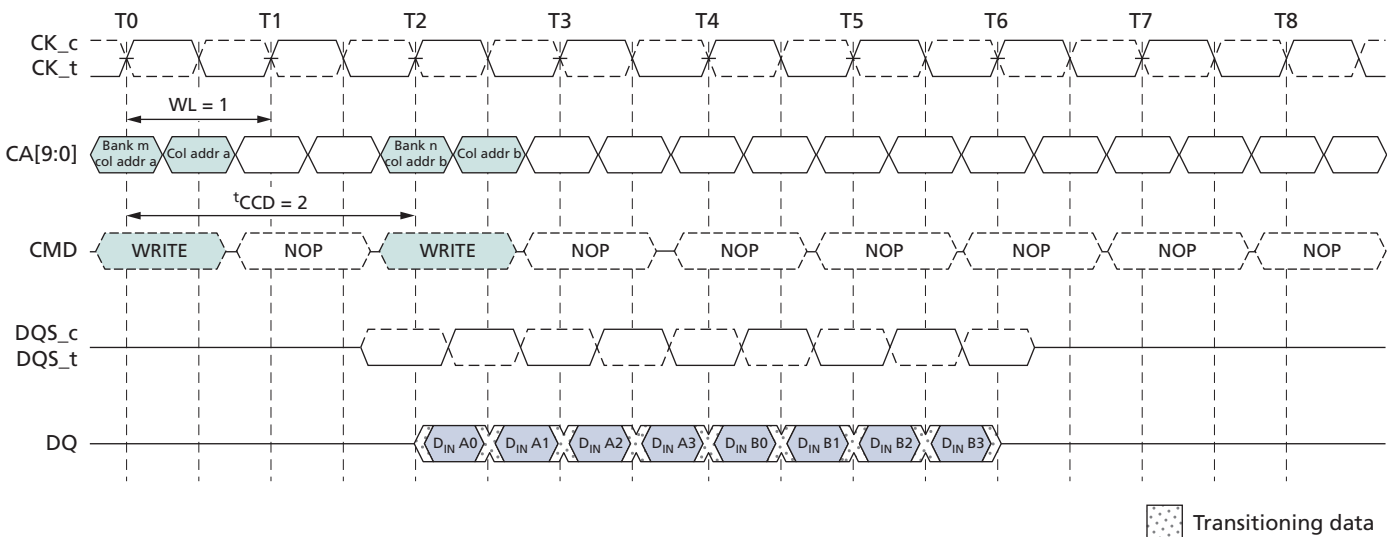 T0 T1 T2 T3 T4 T5 T6 T7 T8
CK_c
CK_t
WL = 1
CA[9:0]
Bank m
col addr a
Col addr a
Bank n
col addr b
Col addr b
tCCD = 2
CMD WRITE NOP WRITE NOP NOP NOP NOP NOP NOP
DQS_c
DQS_t
DQ DIN A0 DIN A1 DIN A2 DIN A3 DIN B0 DIN B1 DIN B2 DIN B3
Transitioning data